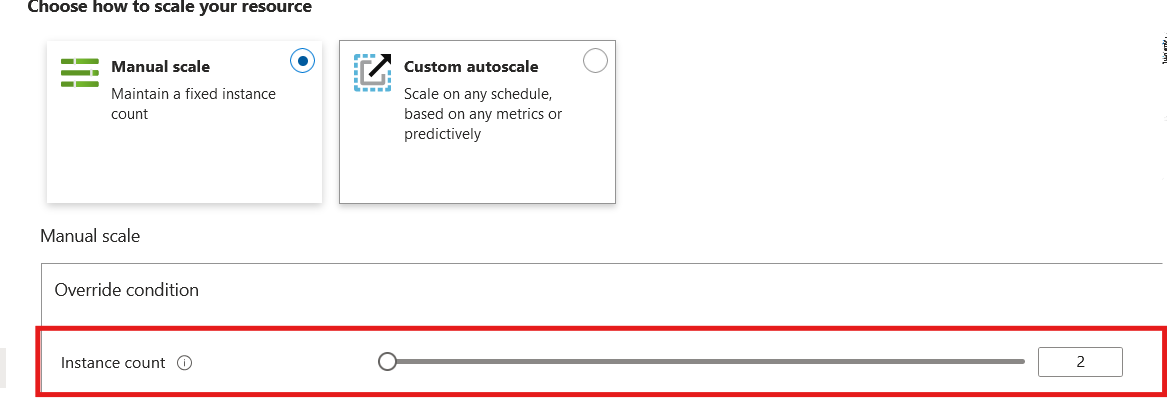 Choose how to scale your resource
Manual scale
Maintain a fixed instance
count
Custom autoscale
Scale on any schedule,
based on any metrics or
predictively
Manual scale
Override condition
Instance count
2